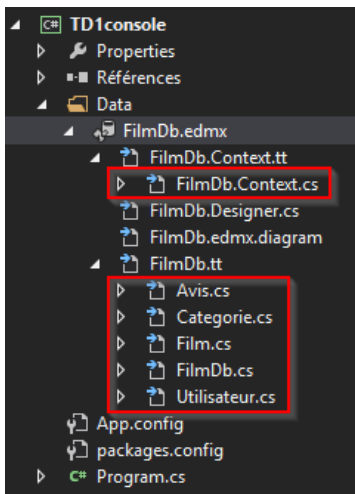 C# TD1console
Properties
Références
Data
FilmDb.edmx
FilmDb.Context.tt
FilmDb.Context.cs
FilmDb.Designer.cs
FilmDb.edmx.diagram
FilmDb.tt
Avis.cs
Categorie.cs
Film.cs
FilmDb.cs
Utilisateur.cs
App.config
packages.config
C# Program.cs